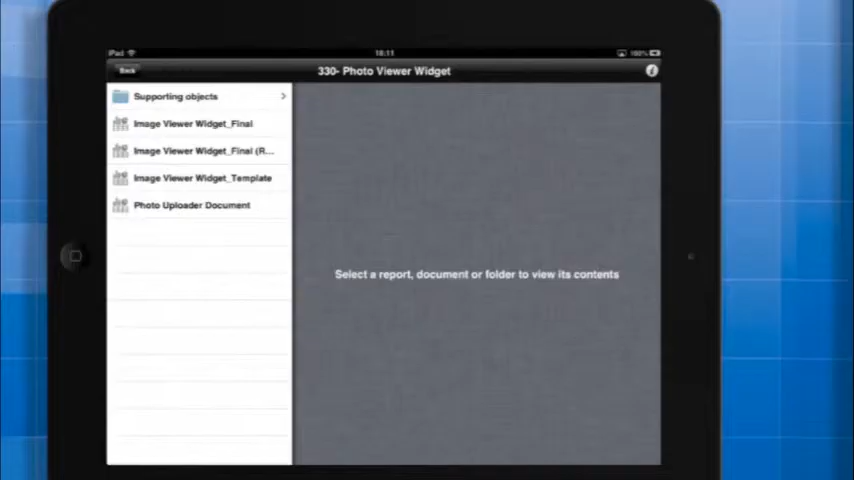 iPad
18:11
100%
Back
330- Photo Viewer Widget
Supporting objects
Image Viewer Widget_Final
Image Viewer Widget_Final (R...
Image Viewer Widget_Template
Photo Uploader Document
Select a report, document or folder to view its contents